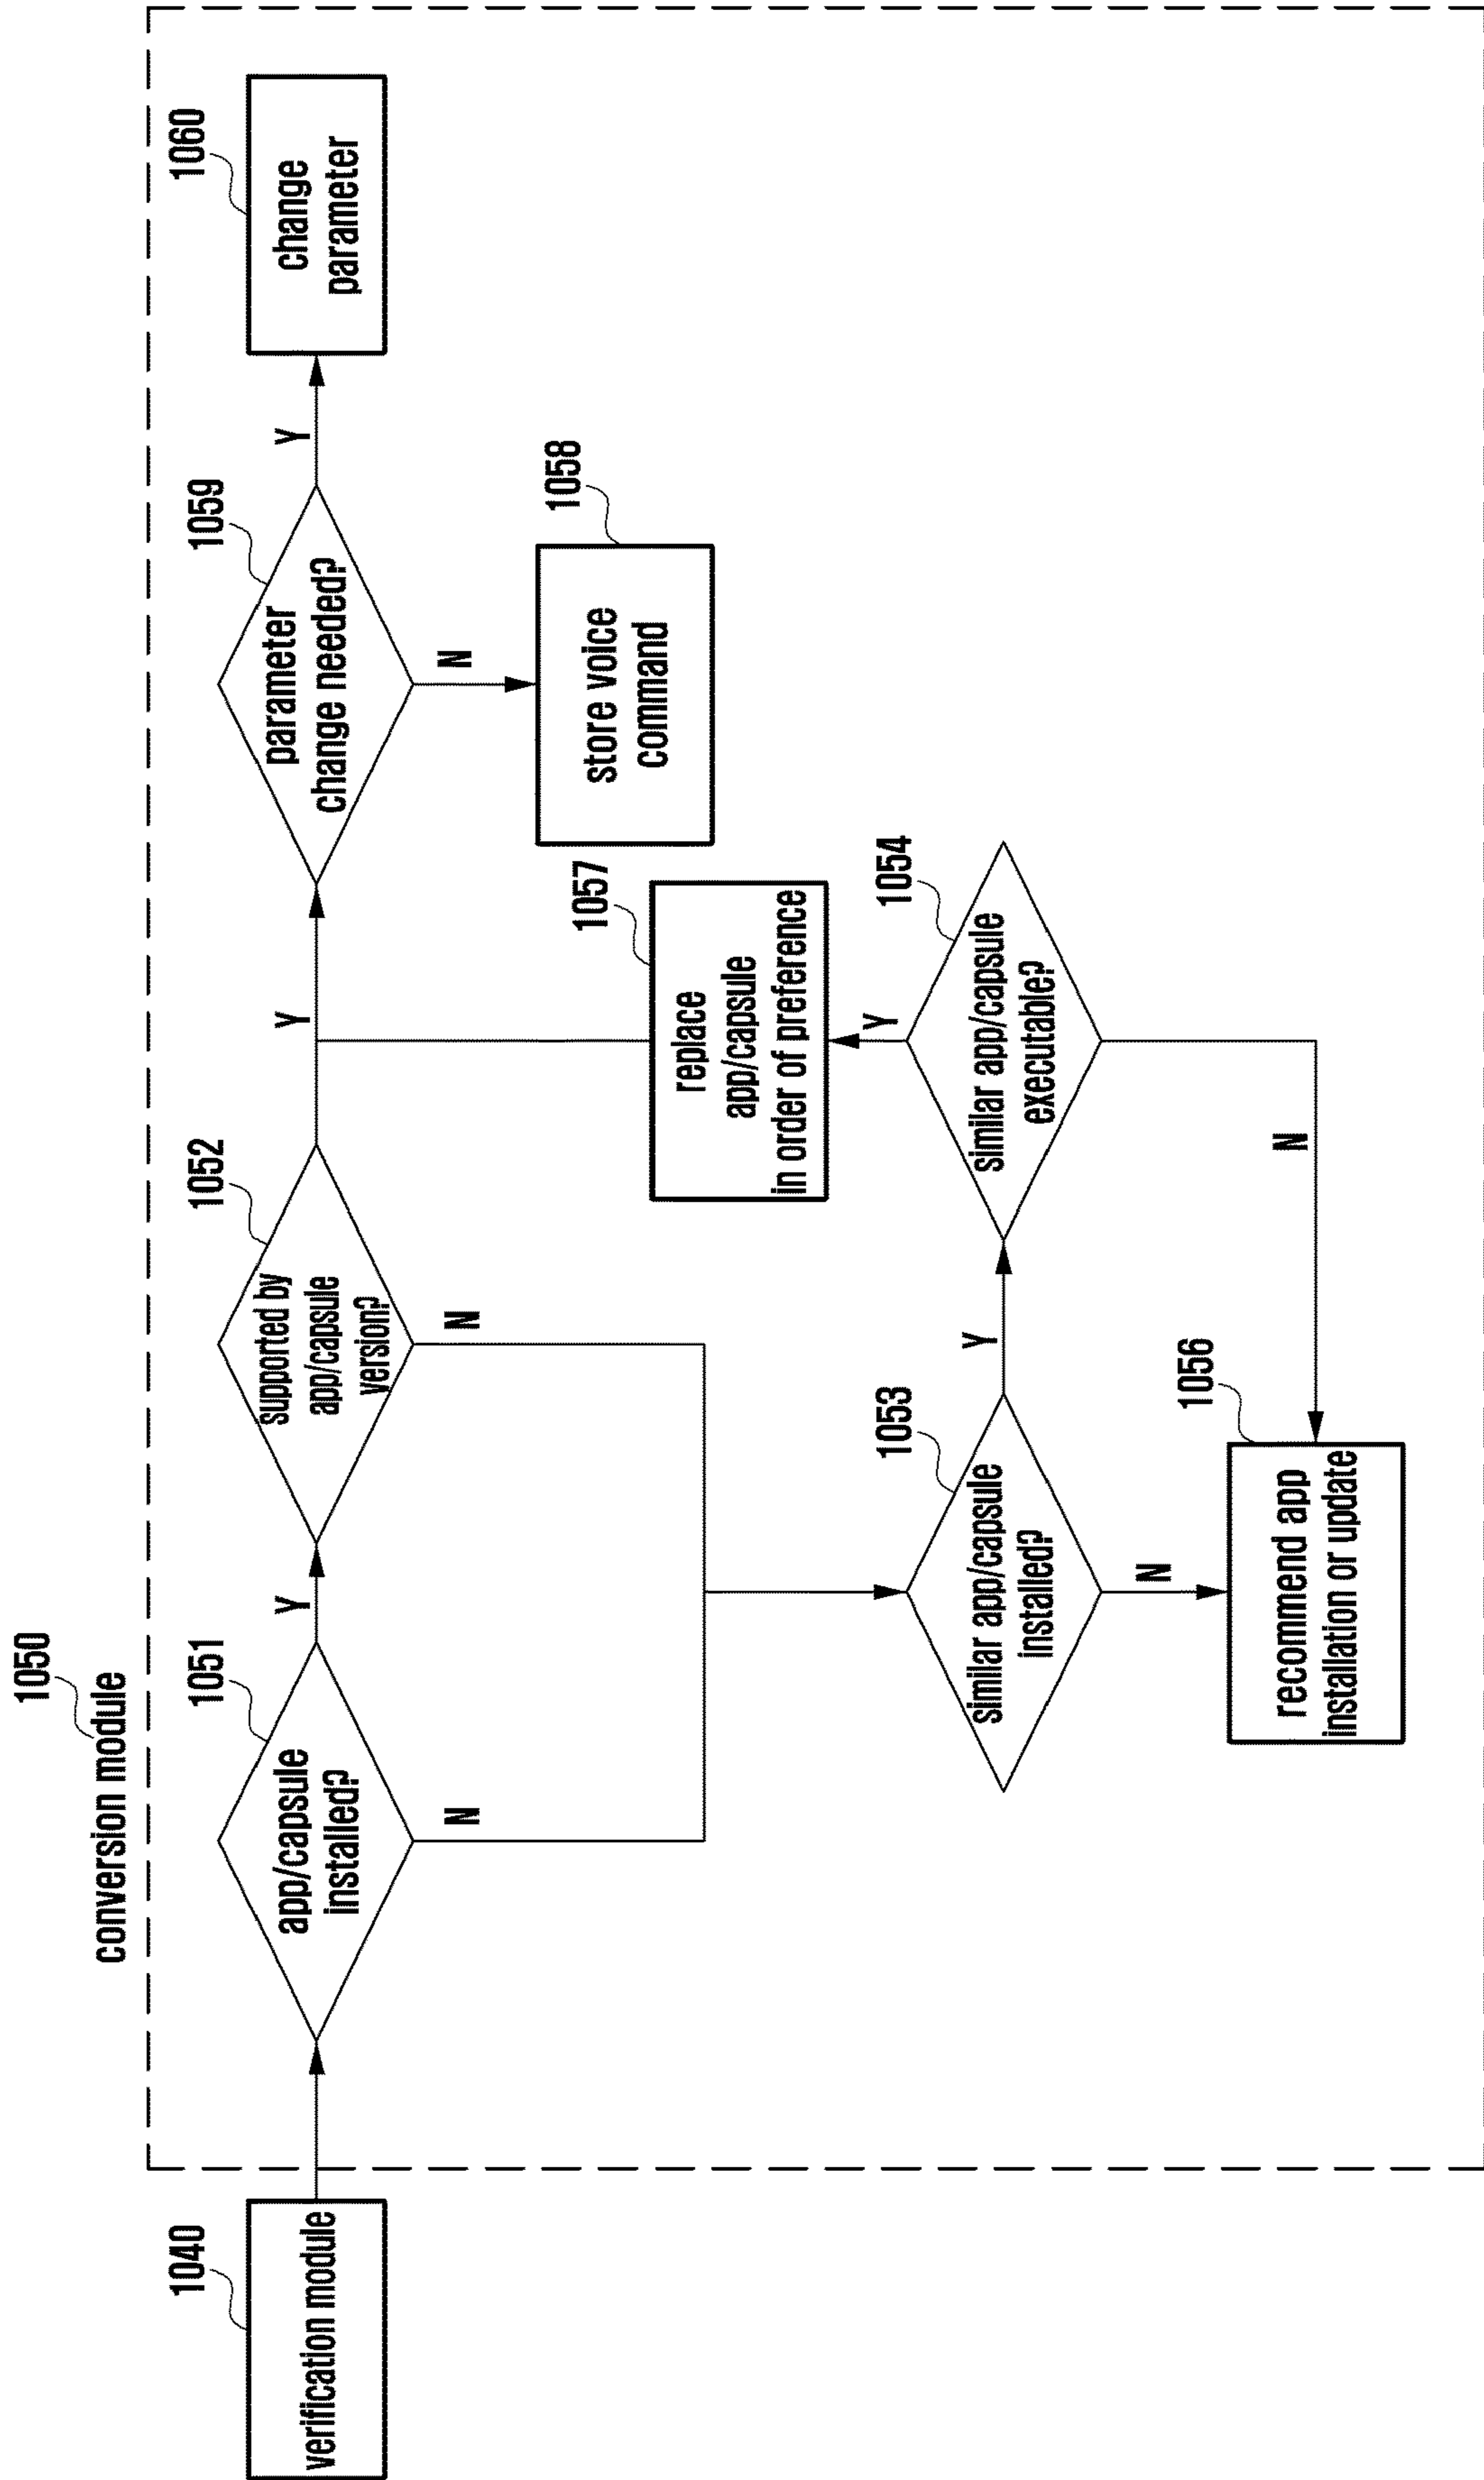 1050
conversion module
1040
verification module
1051
app/capsule
installed?
Y
N
1052
supported by
app/capsule
version?
Y
N
1059
parameter
change needed?
Y
N
1060
change
parameter
1058
store voice
command
1057
replace
app/capsule
in order of preference
1053
similar app/capsule
installed?
Y
N
1054
similar app/capsule
executable?
Y
N
1056
recommend app
installation or update